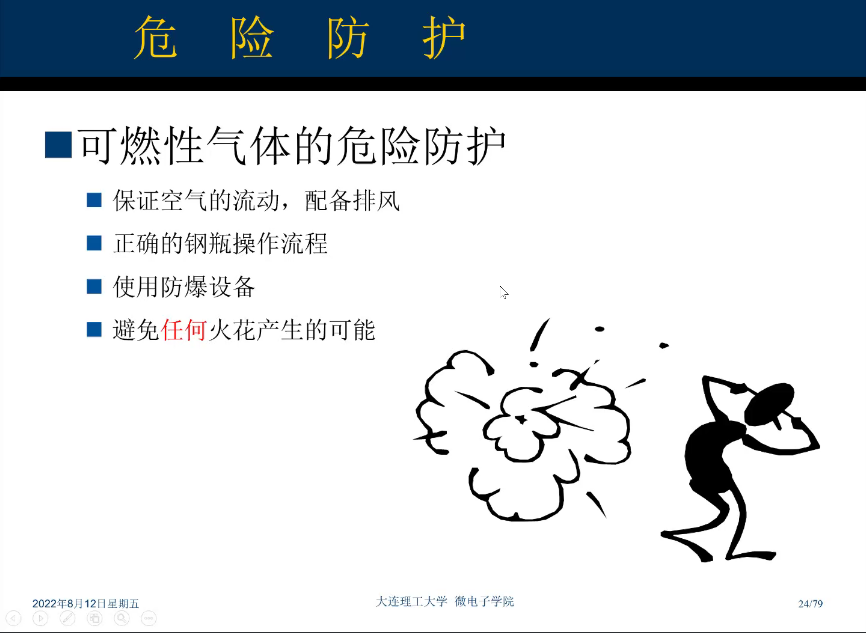 危 险 防 护
可燃性气体的危险防护
保证空气的流动，配备排风
正确的钢瓶操作流程
使用防爆设备
避免任何火花产生的可能
2022年8月12日星期五
大连理工大学 微电子学院
24/79